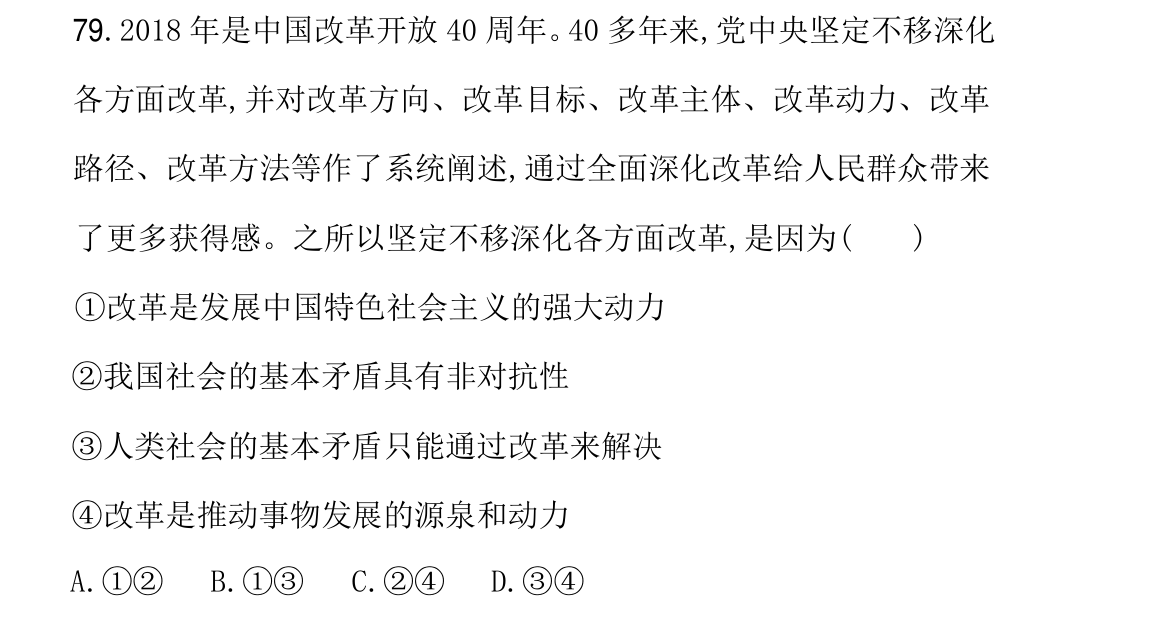 79. 2018 年是中国改革开放 40 周年。40 多年来,党中央坚定不移深化
各方面改革,并对改革方向、改革目标、改革主体、改革动力、改革
路径、改革方法等作了系统阐述,通过全面深化改革给人民群众带来
了更多获得感。之所以坚定不移深化各方面改革,是因为(  )
①改革是发展中国特色社会主义的强大动力
②我国社会的基本矛盾具有非对抗性
③人类社会的基本矛盾只能通过改革来解决
④改革是推动事物发展的源泉和动力
A. ①② B. ①③ C. ②④ D. ③④